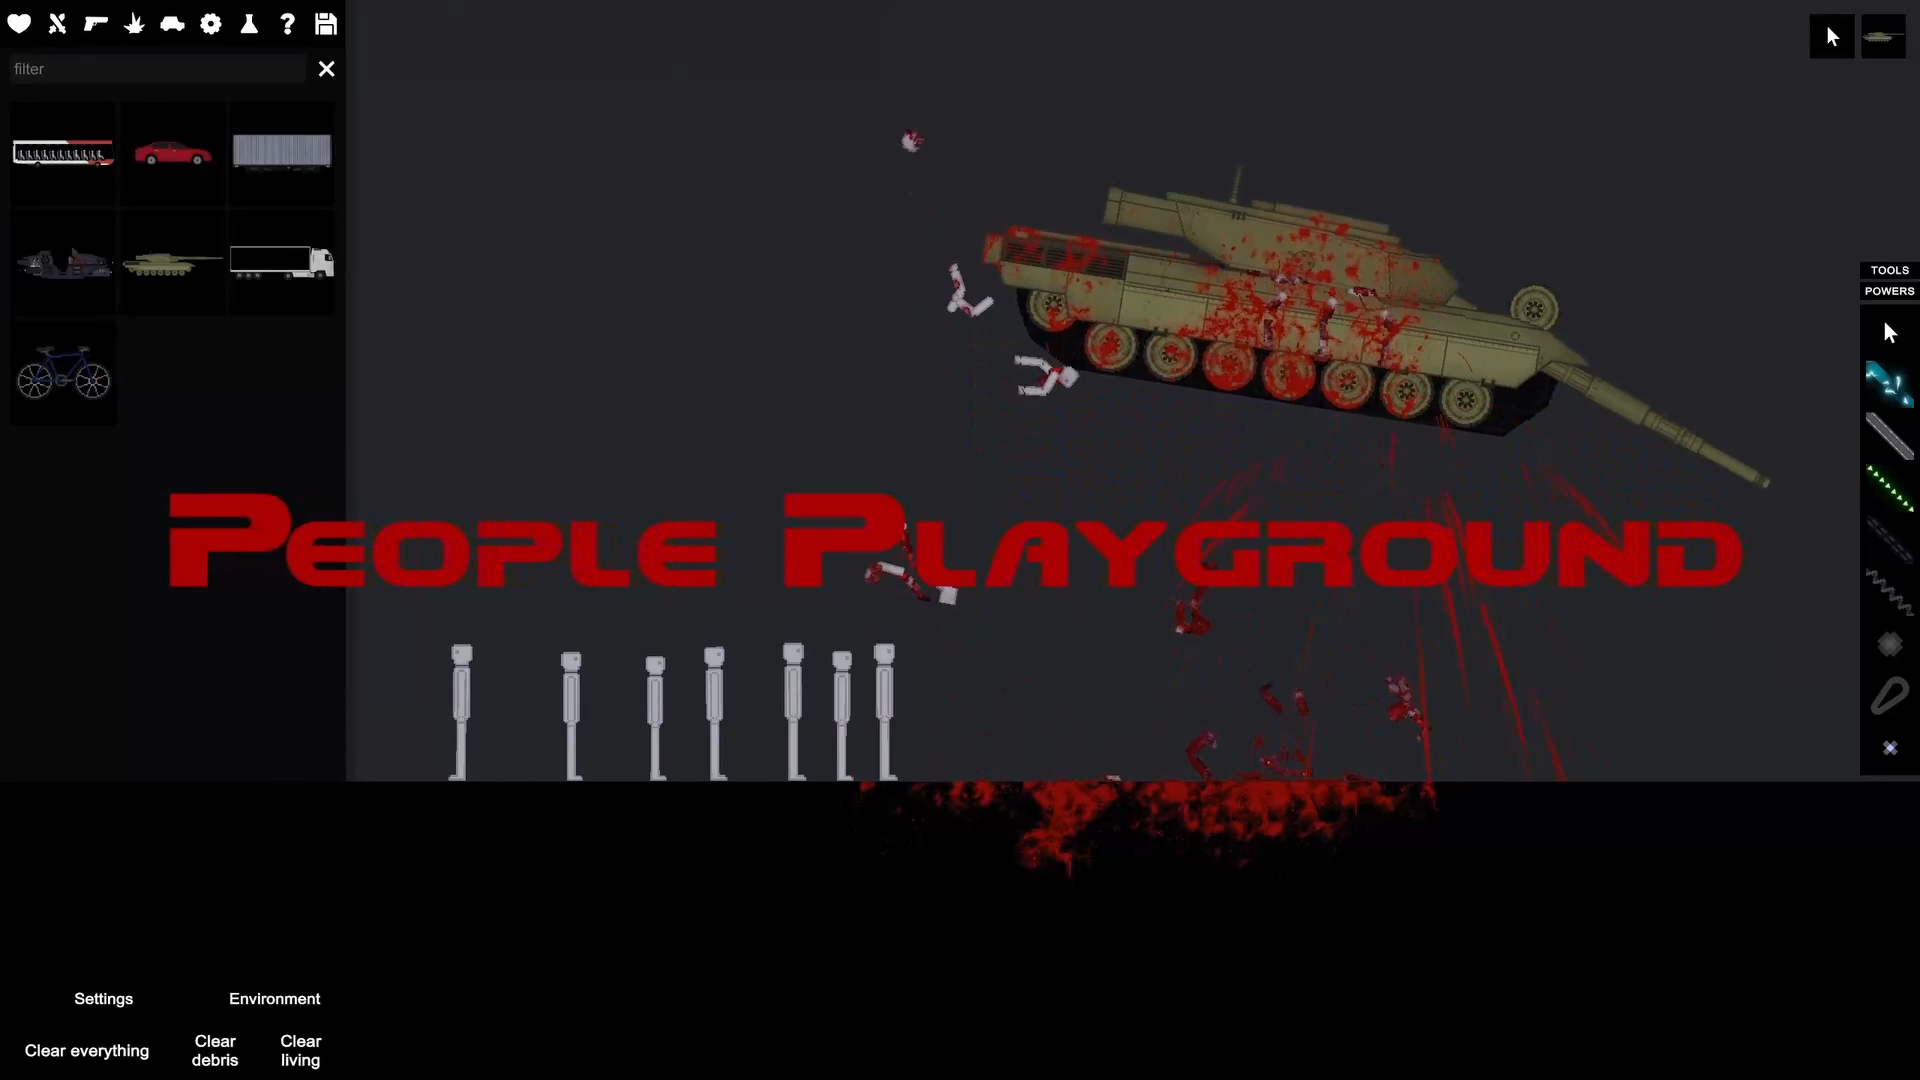 filter
TOOLS
POWERS
PEOPLE PLAYGROUND
Settings
Environment
Clear everything
Clear
debris
Clear
living